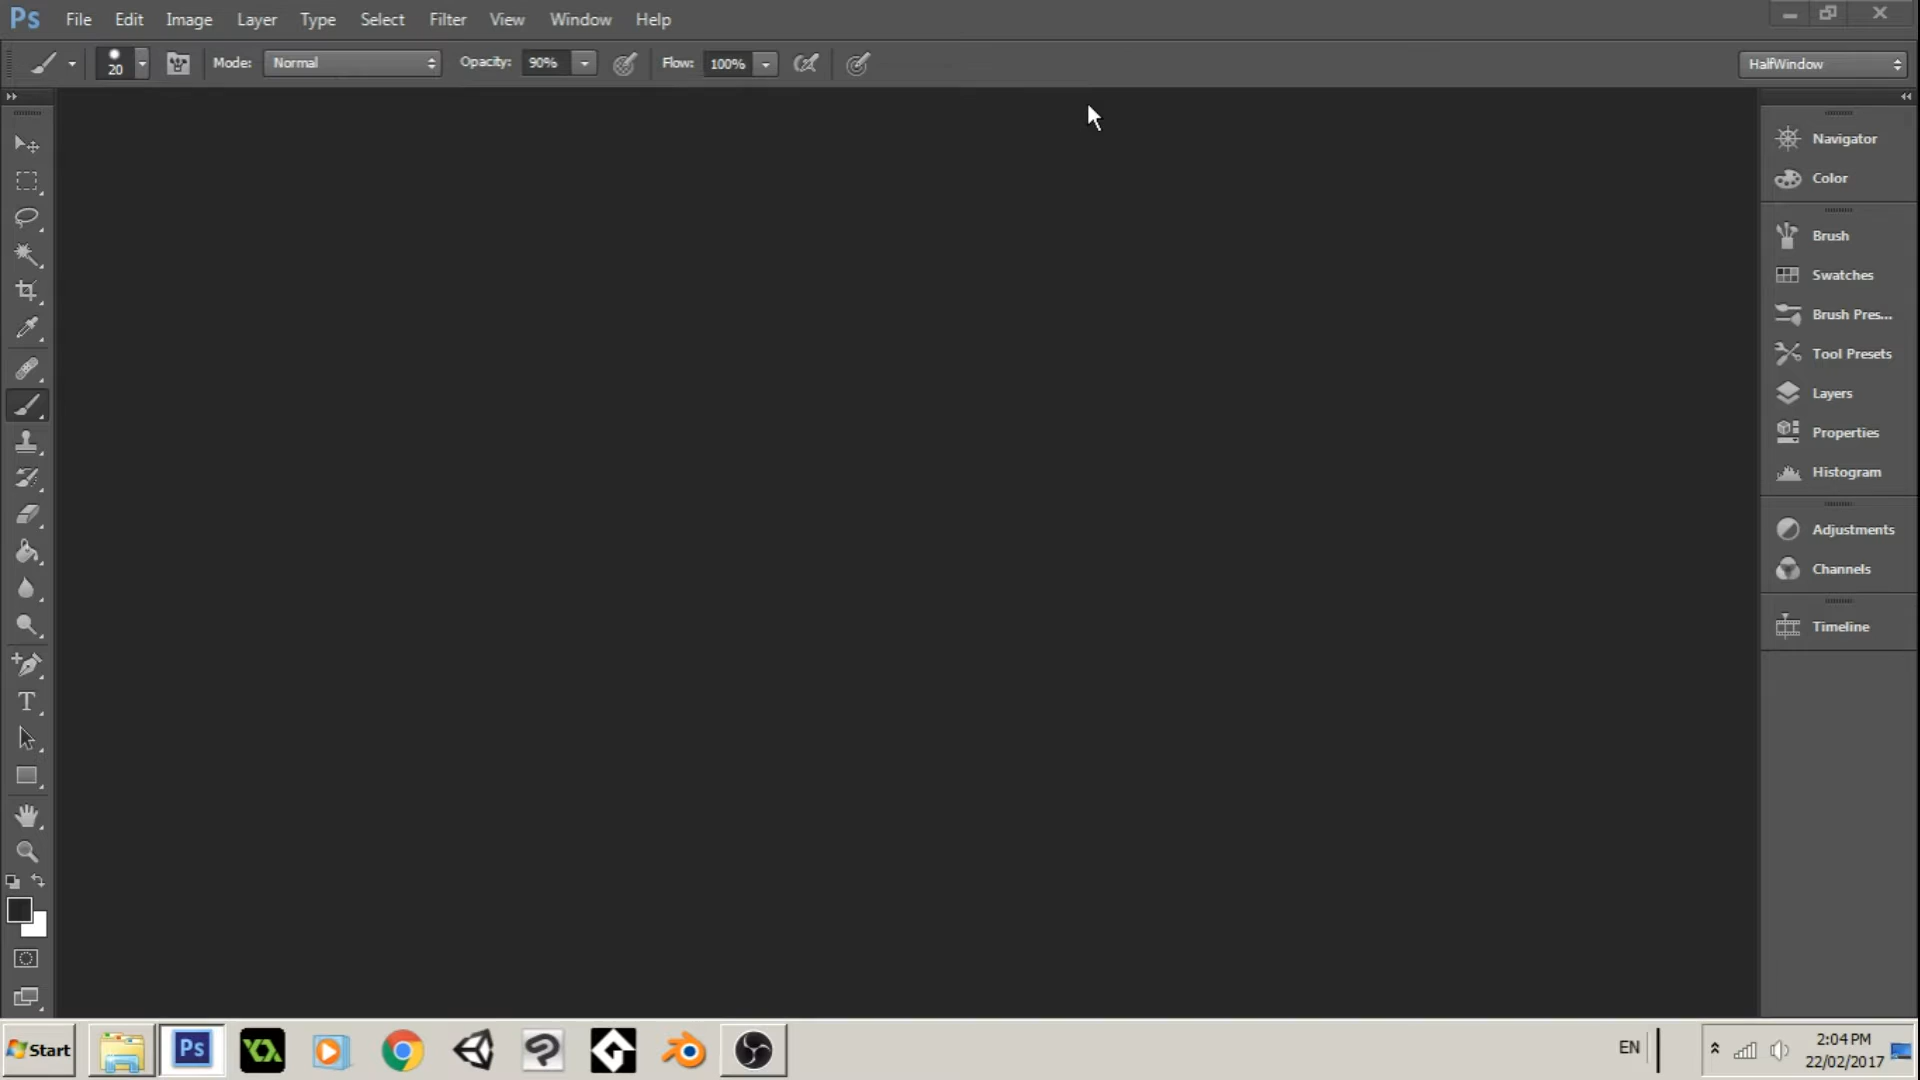 Ps File Edit Image Layer Type Select Filter View Window Help
20 Mode: Normal Opacity: 90% Flow: 100% HalfWindow
Navigator
Color
Brush
Swatches
Brush Pres...
Tool Presets
Layers
Properties
Histogram
Adjustments
Channels
Timeline
T
Start Ps EN 2:04 PM
22/02/2017